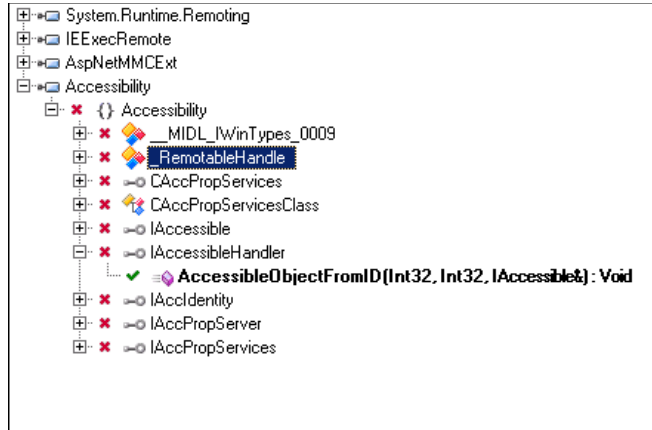 System.Runtime.Remoting
IEExecRemote
AspNetMMCExt
Accessibility
{} Accessibility
__MIDL_IWinTypes_0009
_RemotableHandle
CAccPropServices
CAccPropServicesClass
IAccessible
IAccessibleHandler
AccessibleObjectFromID(Int32, Int32, IAccessible&) : Void
IAccIdentity
IAccPropServer
IAccPropServices